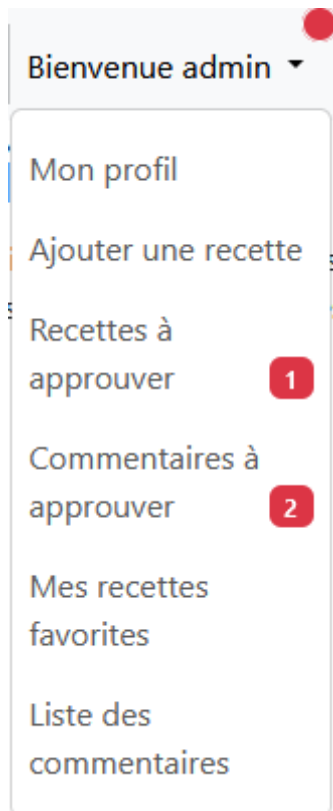 Bienvenue admin
Mon profil
Ajouter une recette
Recettes à
approuver 1
Commentaires à
approuver 2
Mes recettes
favorites
Liste des
commentaires